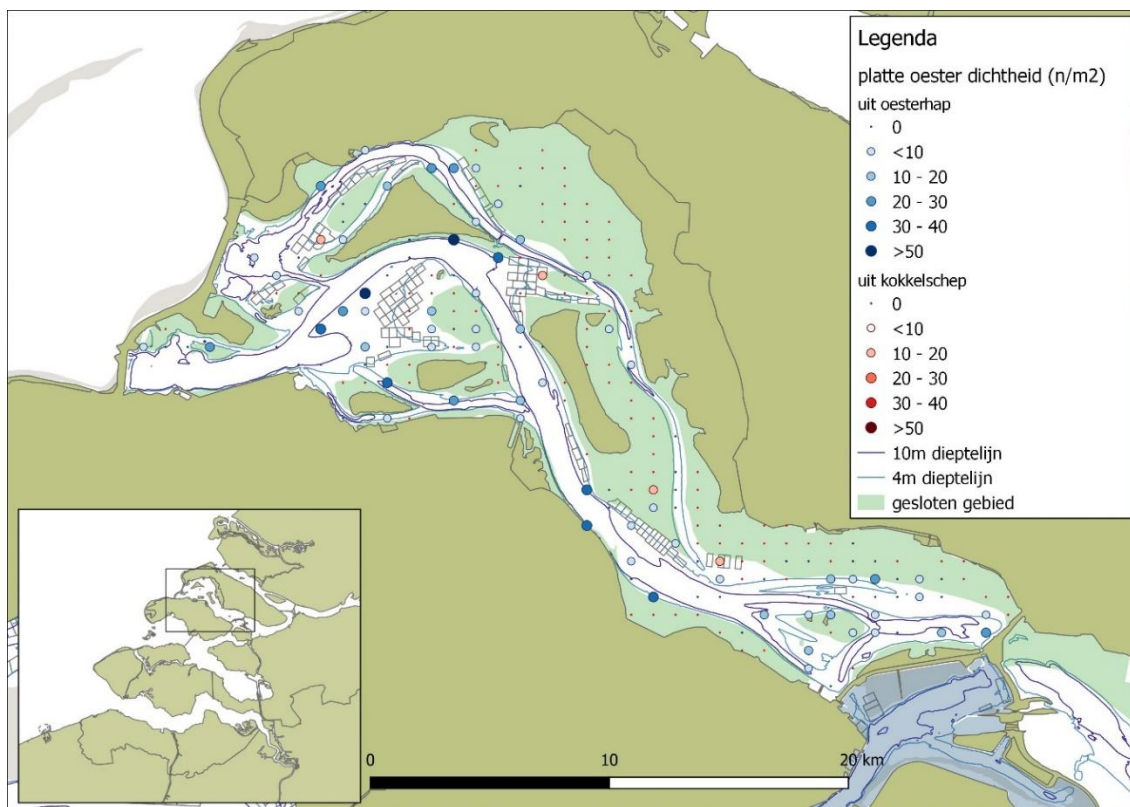 Legenda
platte oester dichtheid (n/m2)
uit oesterhap
0
<10
10 - 20
20 - 30
30 - 40
>50
uit kokkelschep
0
<10
10 - 20
20 - 30
30 - 40
>50
10m dieptelijn
4m dieptelijn
gesloten gebied
0
10
20 km